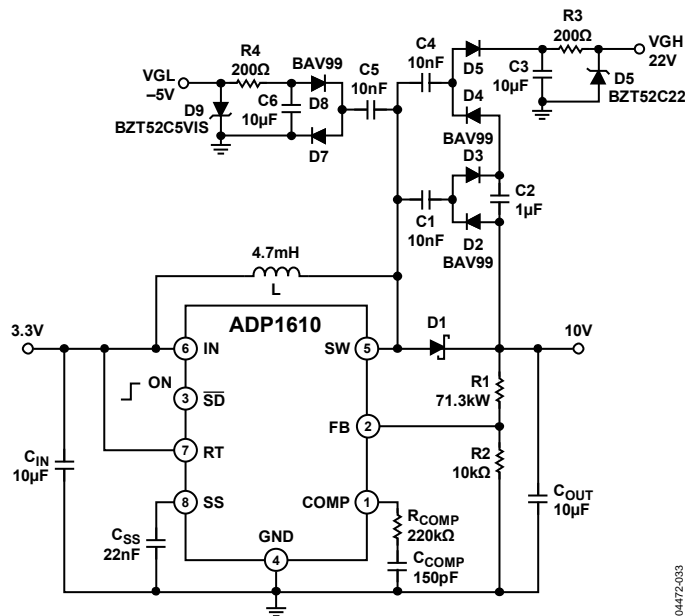 R3
200Ω
VGH
22V
C4
10nF
D5
C3
10µF
D5
BZT52C22
D4
BAV99
D3
C5
10nF
BAV99
D8
R4
200Ω
VGL
–5V
D9
BZT52C5VIS
C6
10µF
D7
C2
1µF
C1
10nF
D2
BAV99
4.7mH
L
ADP1610
3.3V
6 IN
SW 5
D1
10V
ON
3 SD
R1
71.3kW
FB 2
7 RT
R2
10kΩ
CIN
10µF
8 SS
COMP 1
COUT
10µF
CSS
22nF
GND
4
RCOMP
220kΩ
CCOMP
150pF
04472-033